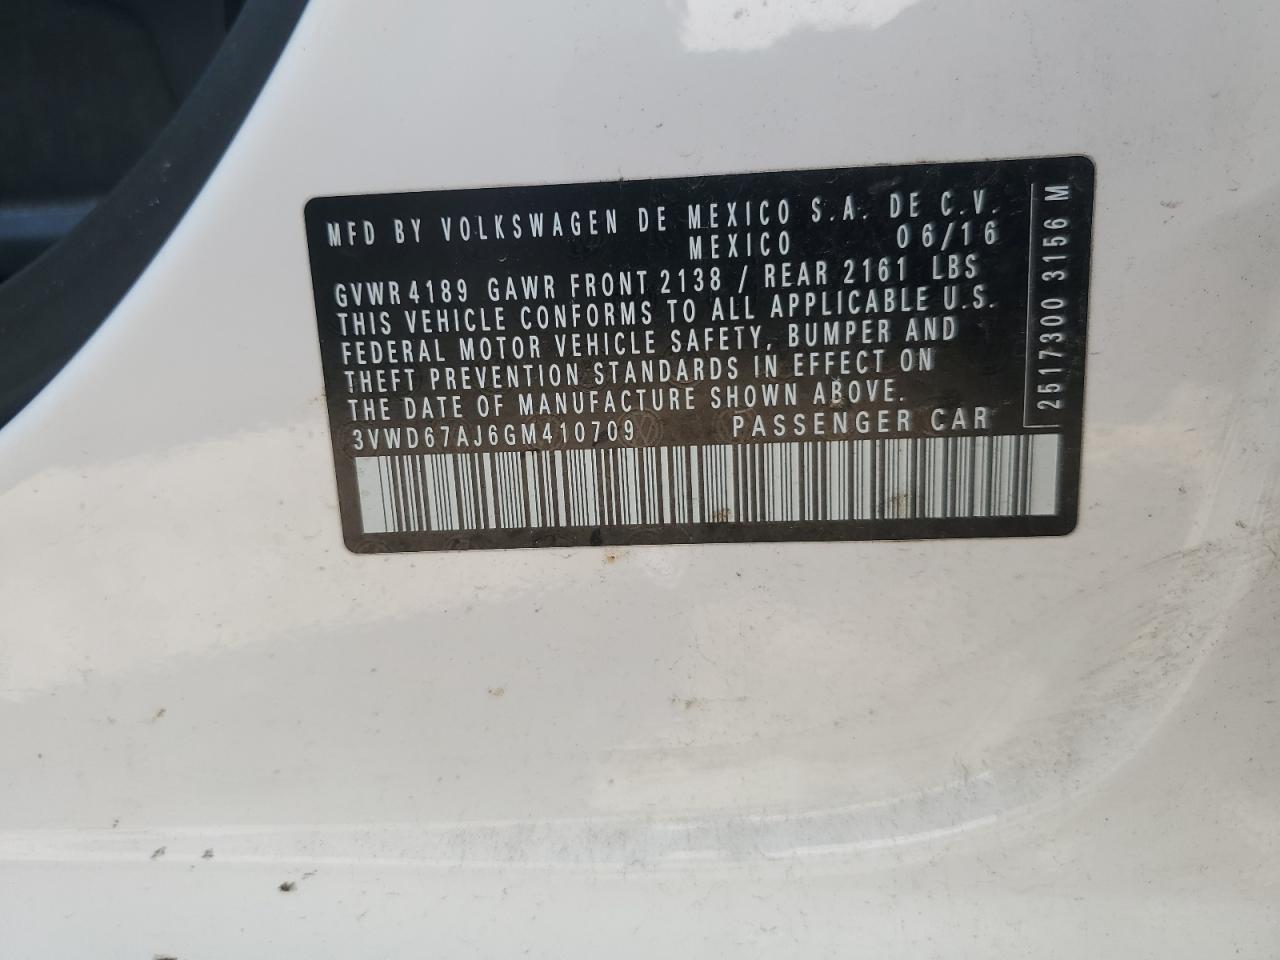 MFD BY VOLKSWAGEN DE MEXICO S.A. DE C.V.
MEXICO 06/16
GVWR 4189 GAWR FRONT 2138 / REAR 2161 LBS
THIS VEHICLE CONFORMS TO ALL APPLICABLE U.S.
FEDERAL MOTOR VEHICLE SAFETY, BUMPER AND
THEFT PREVENTION STANDARDS IN EFFECT ON
THE DATE OF MANUFACTURE SHOWN ABOVE.
3VWD67AJ6GM410709 PASSENGER CAR
2517300 3156 M